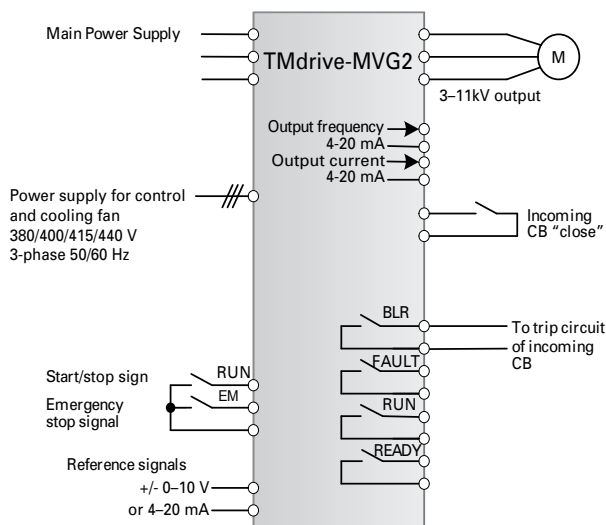 Main Power Supply
TMdrive-MVG2
M
3–11kV output
Output frequency
4-20 mA
Output current
4-20 mA
Power supply for control
and cooling fan
380/400/415/440 V
3-phase 50/60 Hz
Incoming
CB “close”
BLR
To trip circuit
of incoming
CB
FAULT
Start/stop sign
RUN
EM
Emergency
stop signal
RUN
READY
Reference signals
+/- 0–10 V
or 4–20 mA